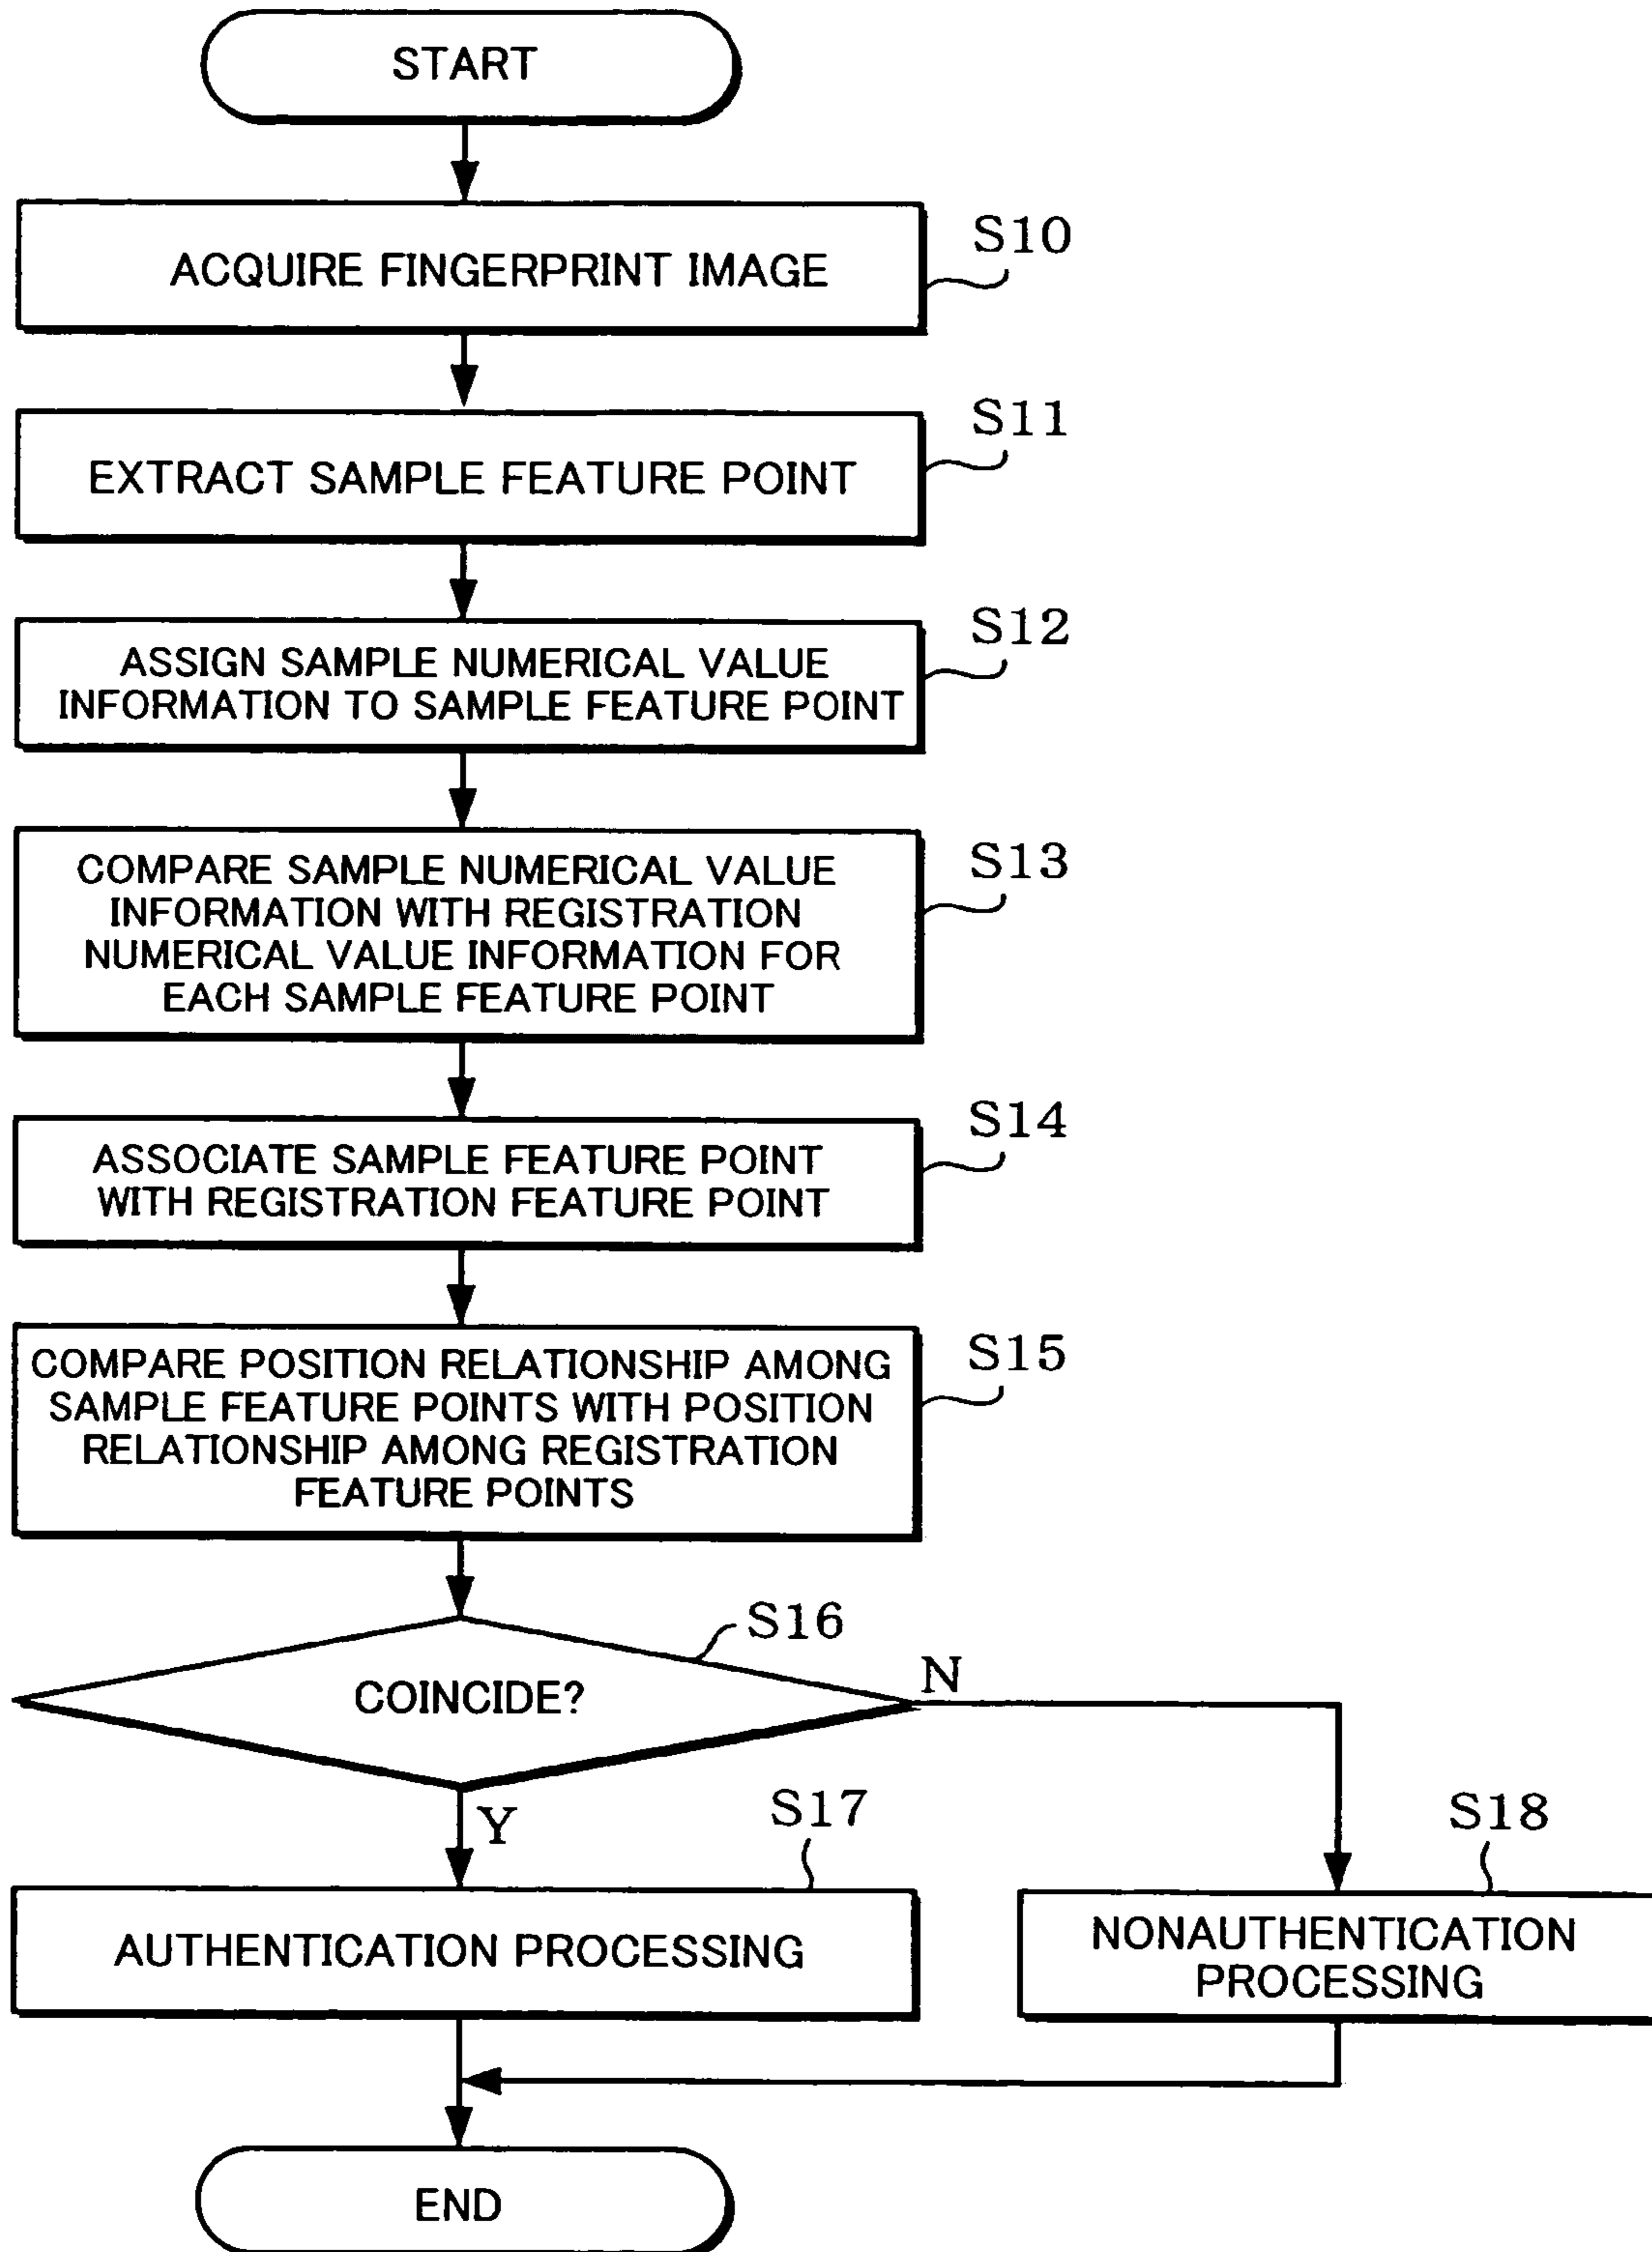 START
ACQUIRE FINGERPRINT IMAGE
S10
EXTRACT SAMPLE FEATURE POINT
S11
ASSIGN SAMPLE NUMERICAL VALUE
INFORMATION TO SAMPLE FEATURE POINT
S12
COMPARE SAMPLE NUMERICAL VALUE
INFORMATION WITH REGISTRATION
NUMERICAL VALUE INFORMATION FOR
EACH SAMPLE FEATURE POINT
S13
ASSOCIATE SAMPLE FEATURE POINT
WITH REGISTRATION FEATURE POINT
S14
COMPARE POSITION RELATIONSHIP AMONG
SAMPLE FEATURE POINTS WITH POSITION
RELATIONSHIP AMONG REGISTRATION
FEATURE POINTS
S15
S16
COINCIDE?
N
Y
S17
AUTHENTICATION PROCESSING
S18
NONAUTHENTICATION
PROCESSING
END